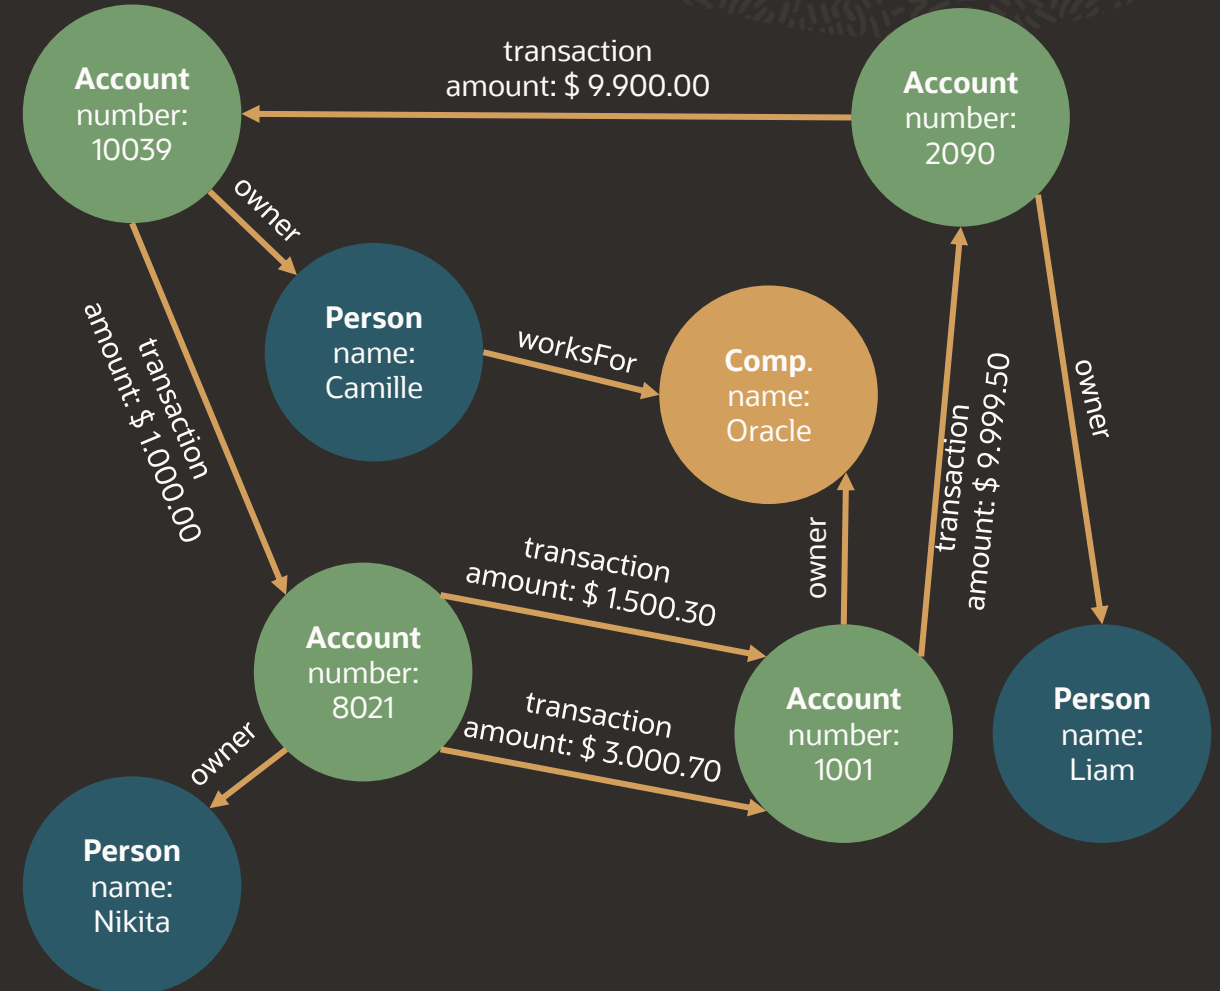 transaction
amount: $ 9.900.00
Account
number:
10039
Account
number:
2090
owner
Person
name:
Camille
worksFor
Comp.
name:
Oracle
transaction
amount: $ 1.000.00
transaction
amount: $ 9.999.50
owner
owner
transaction
amount: $ 1.500.30
Account
number:
8021
transaction
amount: $ 3.000.70
Account
number:
1001
Person
name:
Liam
owner
Person
name:
Nikita